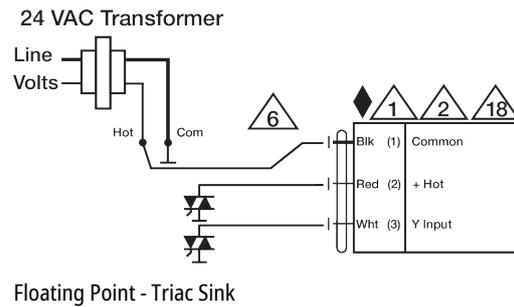 24 VAC Transformer
Line
Volts
Hot Com
6
1 2 18
Blk (1) Common
Red (2) + Hot
Wht (3) Y Input
Floating Point - Triac Sink